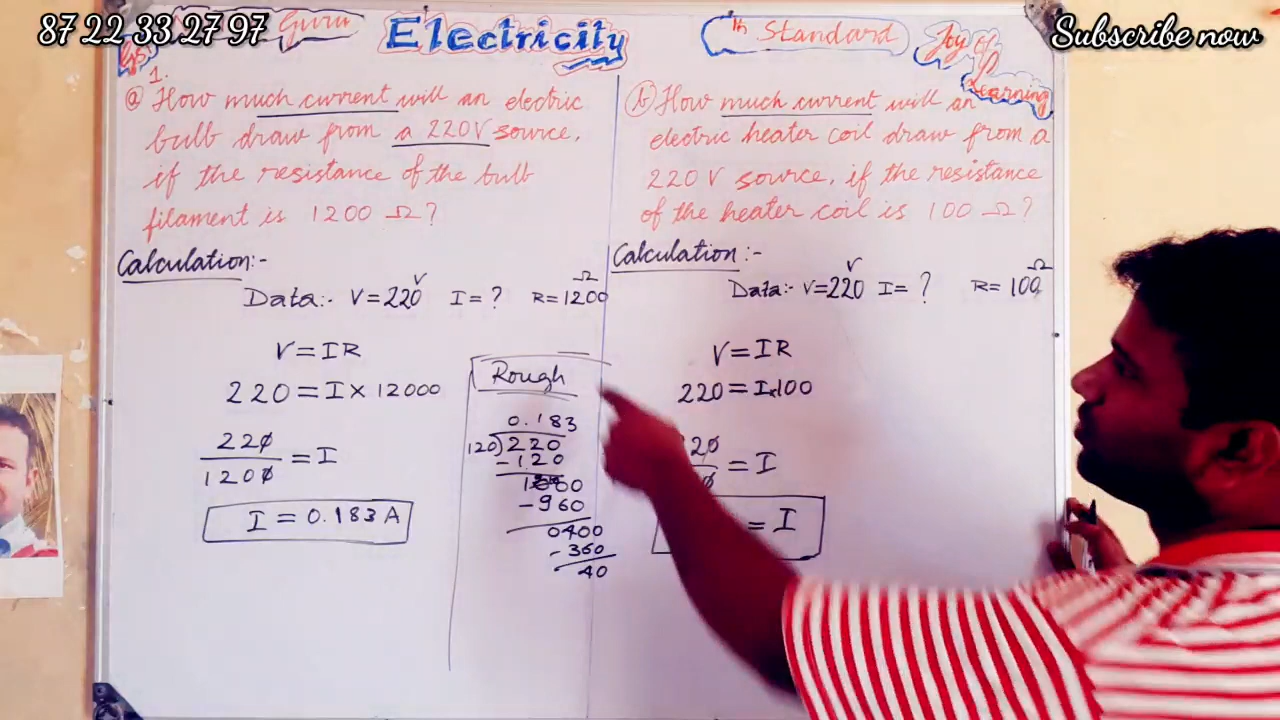 87 22 33 27 97
Guru
Electricity
th Standard
Joy of
Learning
Subscribe now
1.
a) How much current will an electric
bulb draw from a 220V source,
if the resistance of the bulb
filament is 1200 Ω?
Calculation:-
Data:- V=220 V I=? R=1200 Ω
V=IR
220=I×12000
220
1200
=I
I=0.183A
Rough
0.183
120)220
-120
-960
0400
-360
40
b) How much current will an
electric heater coil draw from a
220 V source, if the resistance
of the heater coil is 100 Ω?
Calculation:-
Data:- V=220 V I=? R=100 Ω
V=IR
220=I×100
20
=I
=I